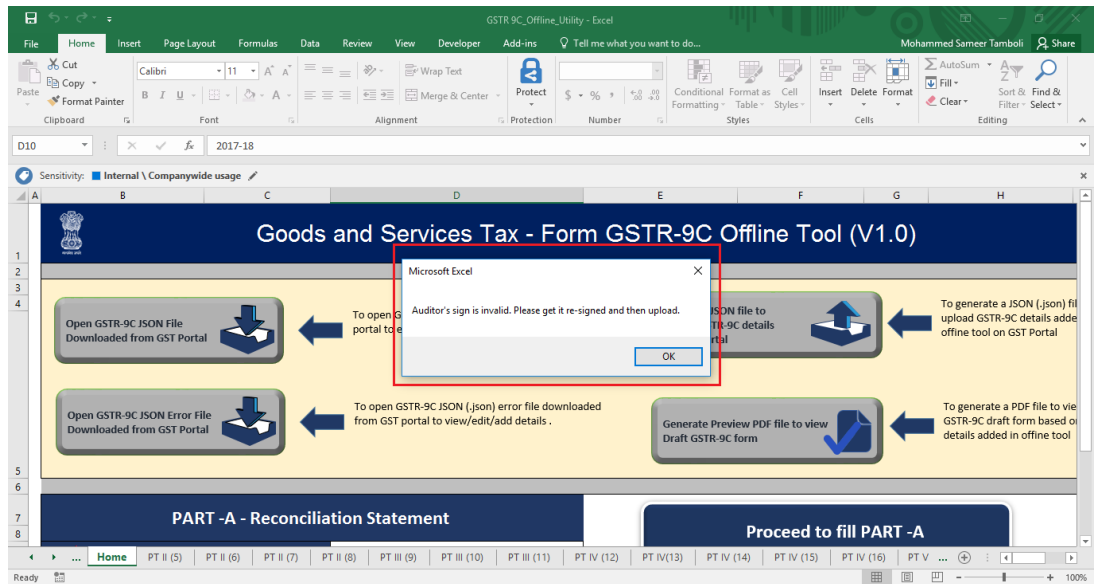 GSTR 9C_Offline_Utility - Excel
File Home Insert Page Layout Formulas Data Review View Developer Add-ins Tell me what you want to do... Mohammed Sameer Tamboli Share
Paste
Cut
Copy
Format Painter
Clipboard
Calibri 11 A A
B I U A
Font
Wrap Text
Merge & Center
Alignment
Protect
Protection
$ % ,
Number
Conditional Formatting
Format as Table
Cell Styles
Styles
Insert Delete Format
Cells
AutoSum
Fill
Clear
Sort & Filter
Find & Select
Editing
D10 fx 2017-18
Sensitivity: Internal \ Companywide usage
A B C D E F G H
1
2
3
4
5
6
7
8
Goods and Services Tax - Form GSTR-9C Offline Tool (V1.0)
Microsoft Excel
Auditor's sign is invalid. Please get it re-signed and then upload.
OK
Open GSTR-9C JSON File
Downloaded from GST Portal
To open G
portal to e
JSON file to
TR-9C details
rtal
To generate a JSON (.json) fil
upload GSTR-9C details adde
offine tool on GST Portal
Open GSTR-9C JSON Error File
Downloaded from GST Portal
To open GSTR-9C JSON (.json) error file downloaded
from GST portal to view/edit/add details .
Generate Preview PDF file to view
Draft GSTR-9C form
To generate a PDF file to vie
GSTR-9C draft form based o
details added in offline tool
PART -A - Reconciliation Statement
Proceed to fill PART -A
... Home PT II (5) PT II (6) PT II (7) PT II (8) PT III (9) PT III (10) PT III (11) PT IV (12) PT IV(13) PT IV (14) PT IV (15) PT IV (16) PT V ...
Ready 100%